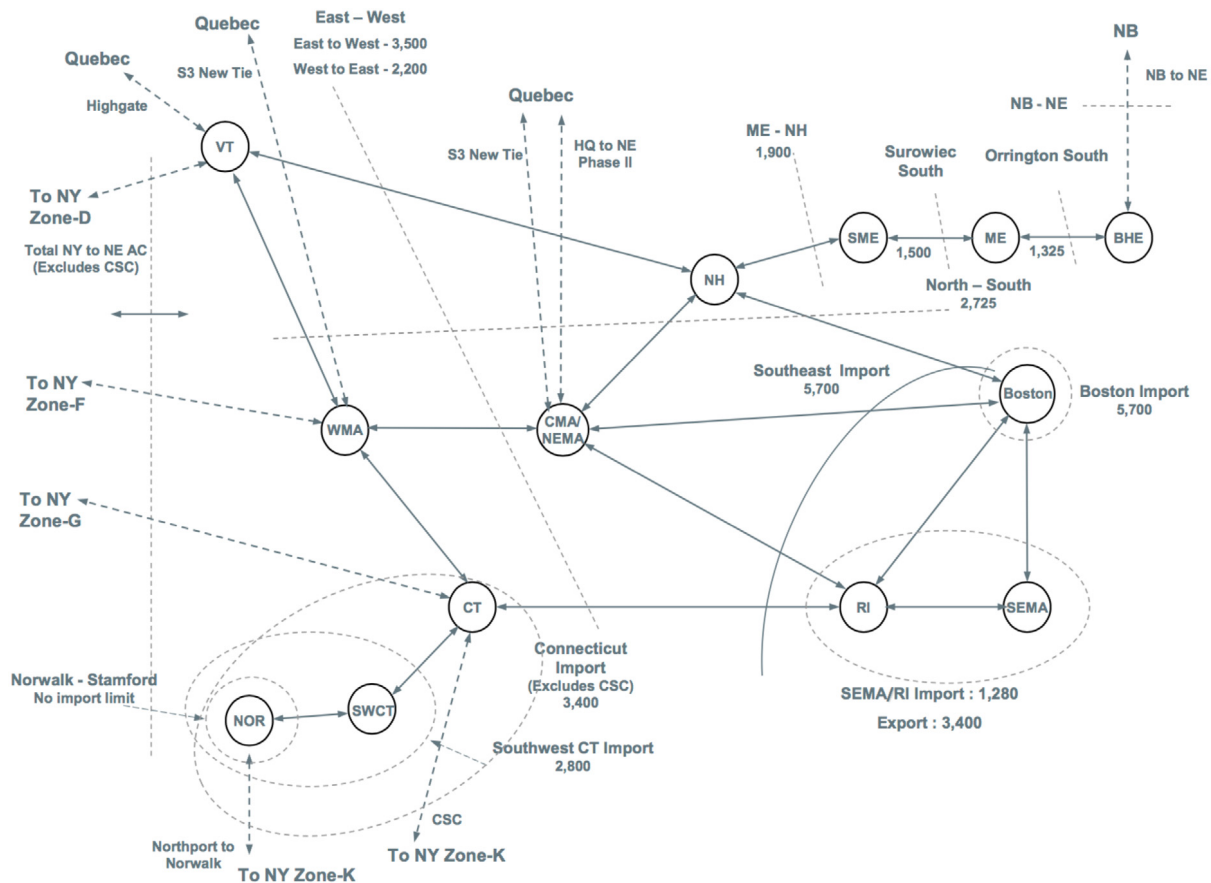 Quebec
East – West
East to West - 3,500
West to East - 2,200
NB
Quebec
S3 New Tie
NB to NE
Highgate
Quebec
NB - NE
VT
S3 New Tie
HQ to NE
Phase II
ME - NH
1,900
Surowiec
South
Orrington South
To NY
Zone-D
SME
1,500
ME
1,325
BHE
Total NY to NE AC
(Excludes CSC)
NH
North – South
2,725
To NY
Zone-F
WMA
CMA/
NEMA
Southeast Import
5,700
Boston
Boston Import
5,700
To NY
Zone-G
CT
RI
SEMA
Connecticut
Import
(Excludes CSC)
3,400
Norwalk - Stamford
No import limit
NOR
SWCT
SEMA/RI Import : 1,280
Export : 3,400
Southwest CT Import
2,800
CSC
Northport to
Norwalk
To NY Zone-K
To NY Zone-K